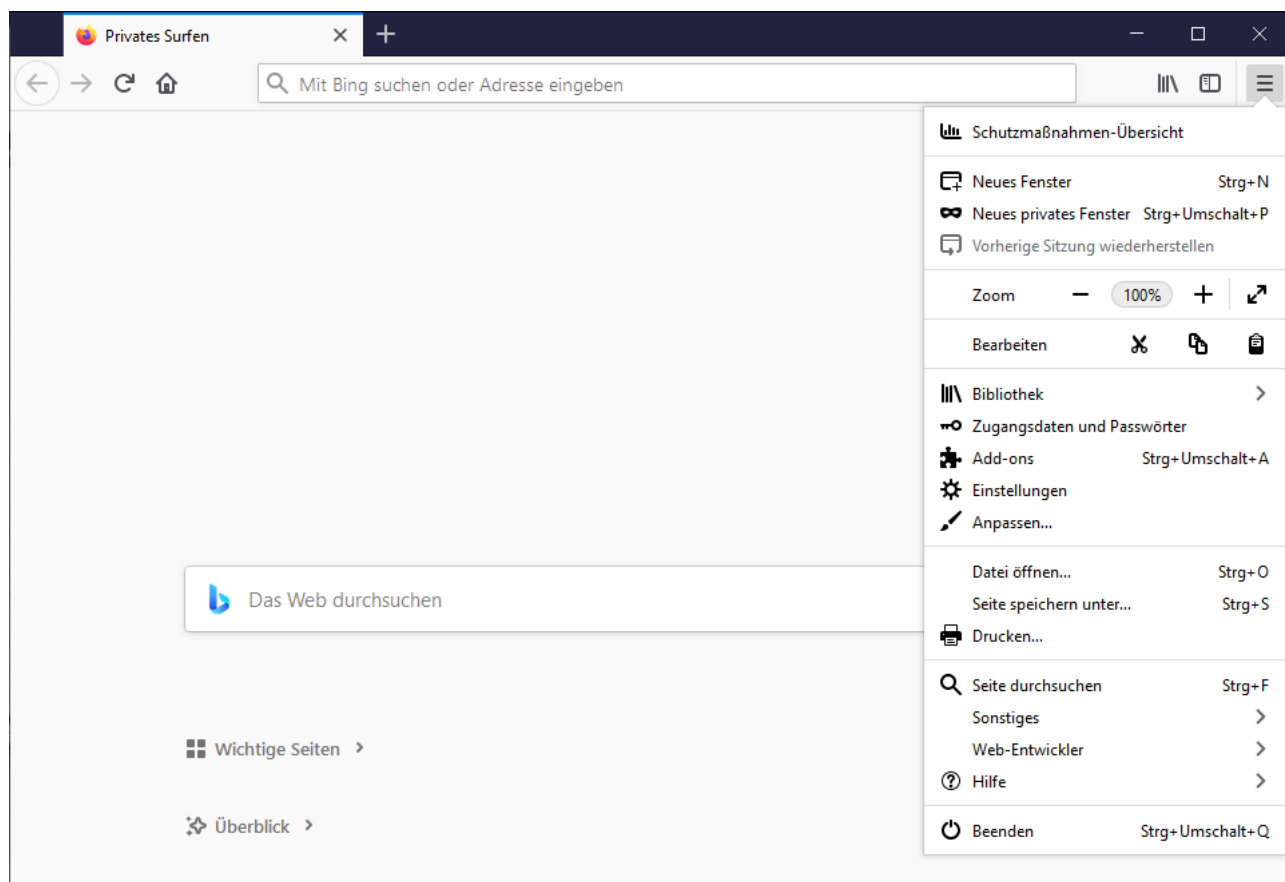 Privates Surfen
Mit Bing suchen oder Adresse eingeben
Schutzmaßnahmen-Übersicht
Neues Fenster Strg+N
Neues privates Fenster Strg+Umschalt+P
Vorherige Sitzung wiederherstellen
Zoom 100%
Bearbeiten
Bibliothek
Zugangsdaten und Passwörter
Add-ons Strg+Umschalt+A
Einstellungen
Anpassen...
Datei öffnen... Strg+O
Seite speichern unter... Strg+S
Drucken...
Seite durchsuchen Strg+F
Sonstiges
Web-Entwickler
Hilfe
Beenden Strg+Umschalt+Q
Das Web durchsuchen
Wichtige Seiten
Überblick